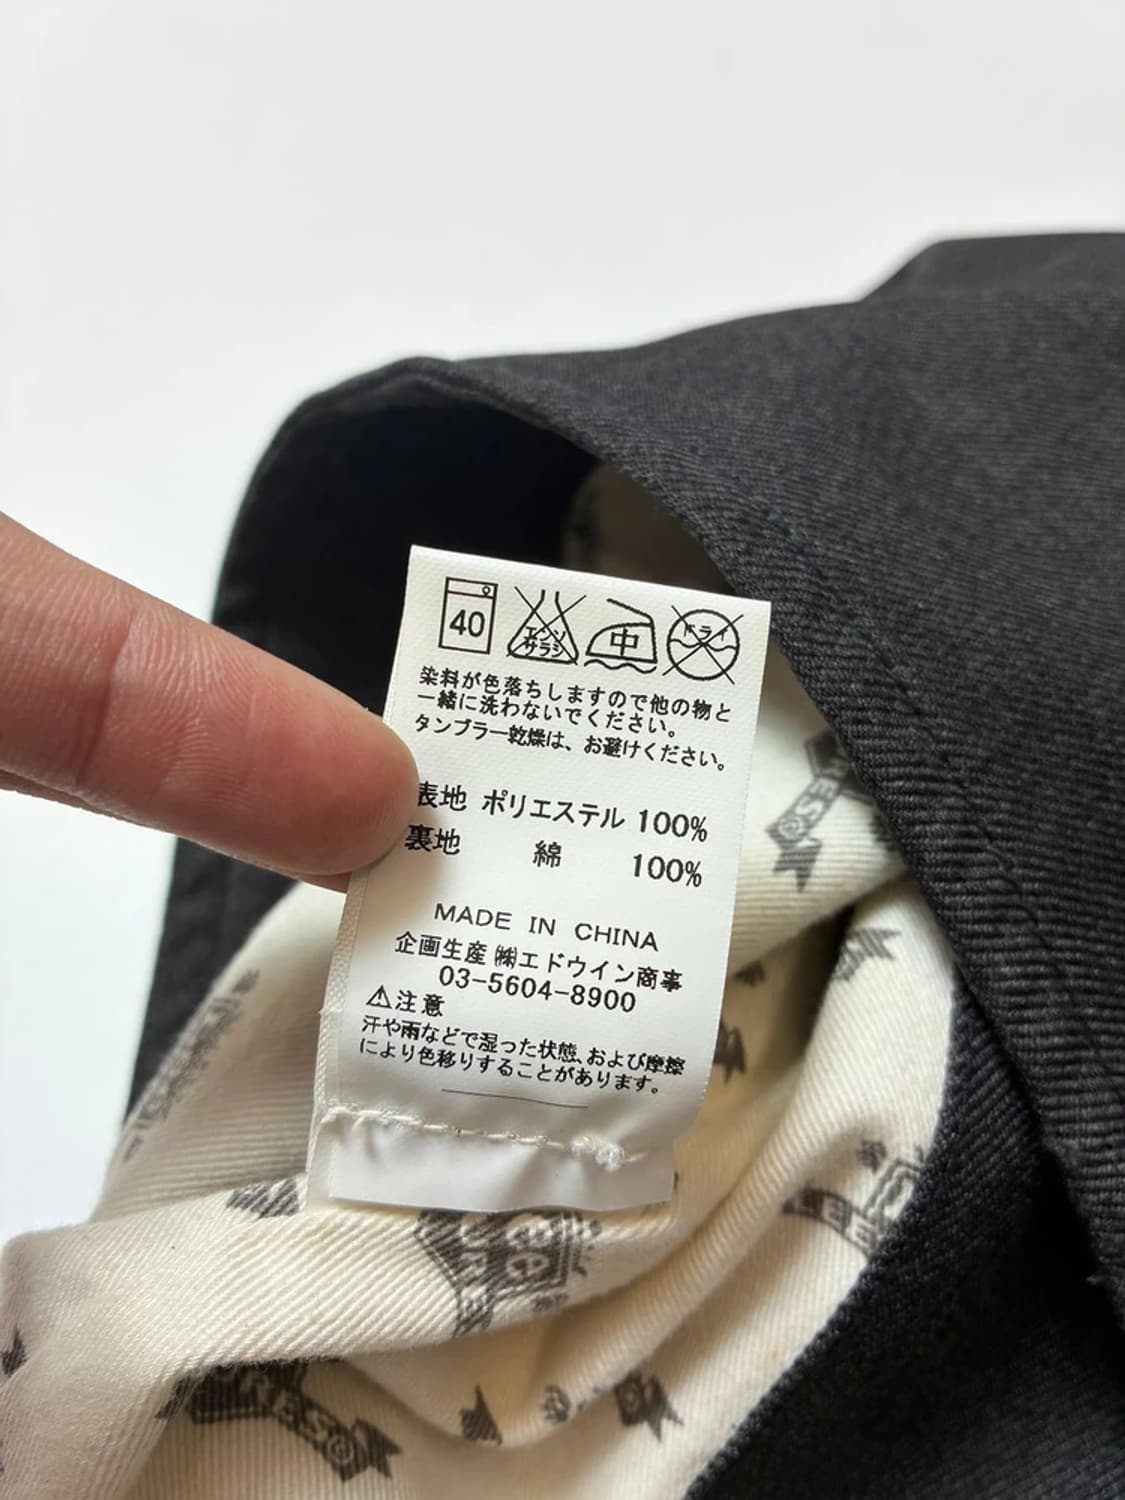 40
エンソ
サラシ
中
ドライ
染料が色落ちしますので他の物と
一緒に洗わないでください。
タンブラー乾燥は、お避けください。
表地 ポリエステル 100%
裏地 綿 100%
MADE IN CHINA
企画生産 ㈱エドウイン商事
03-5604-8900
⚠注意
汗や雨などで湿った状態、および摩擦
により色移りすることがあります。